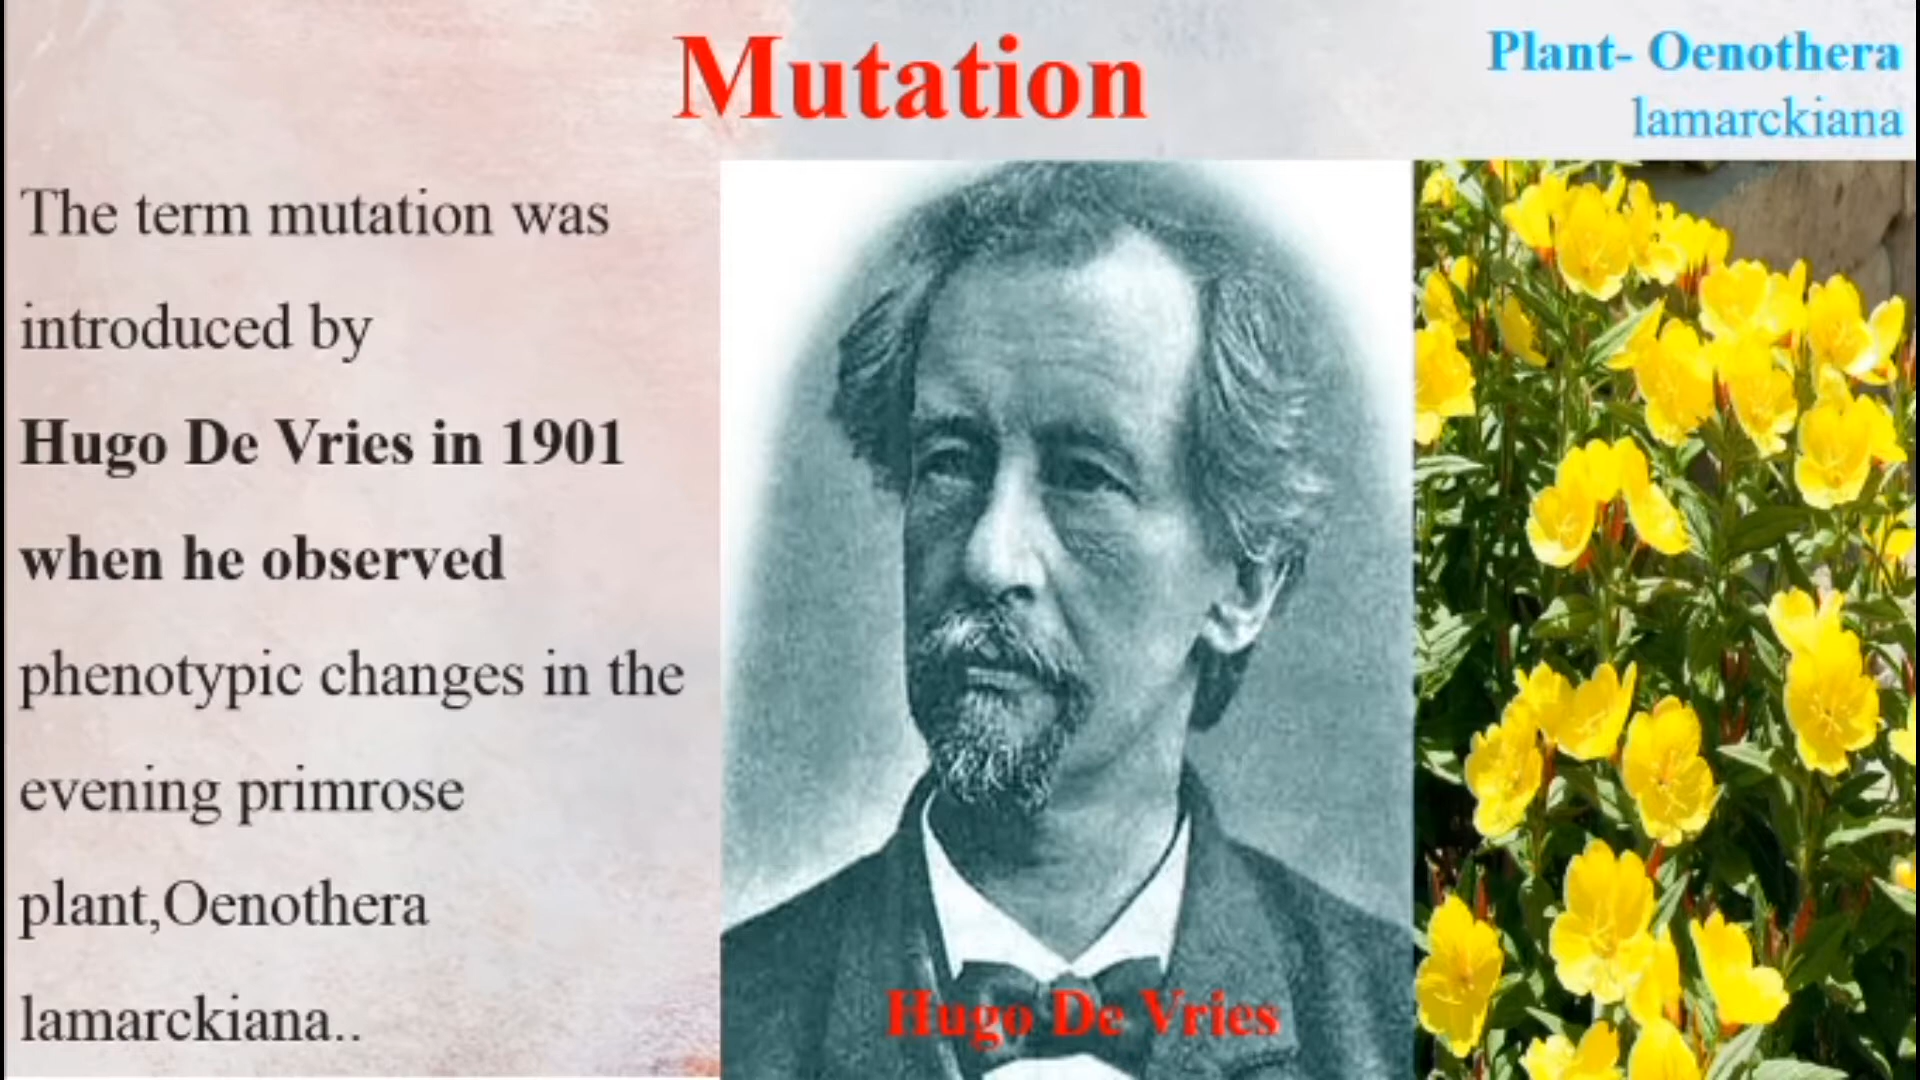 Mutation
Plant- Oenothera
lamarckiana
The term mutation was
introduced by
Hugo De Vries in 1901
when he observed
phenotypic changes in the
evening primrose
plant,Oenothera
lamarckiana..
Hugo De Vries